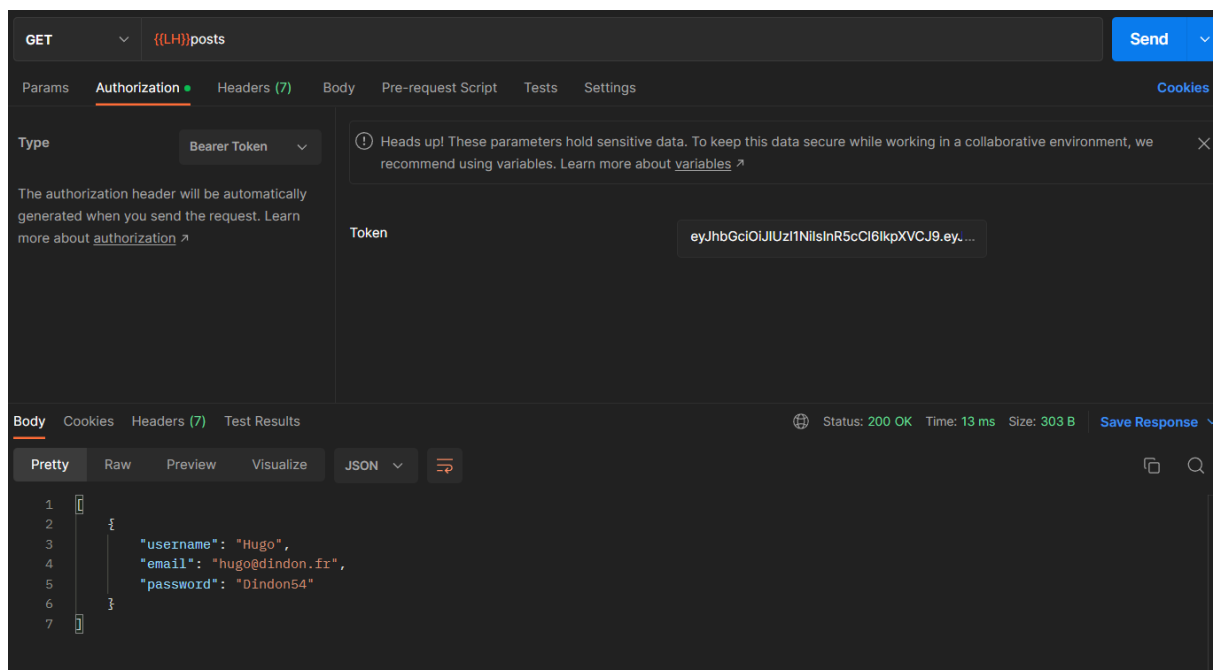 GET {{LH}}posts Send
Params Authorization Headers (7) Body Pre-request Script Tests Settings Cookies
Type Bearer Token
The authorization header will be automatically
generated when you send the request. Learn
more about authorization ↗
Heads up! These parameters hold sensitive data. To keep this data secure while working in a collaborative environment, we
recommend using variables. Learn more about variables ↗
Token eyJhbGciOiJIUzI1NiIsInR5cCI6IkpXVCJ9.eyJ...
Body Cookies Headers (7) Test Results Status: 200 OK Time: 13 ms Size: 303 B Save Response
Pretty Raw Preview Visualize JSON
1 [
2 {
3 "username": "Hugo",
4 "email": "hugo@dindon.fr",
5 "password": "Dindon54"
6 }
7 ]